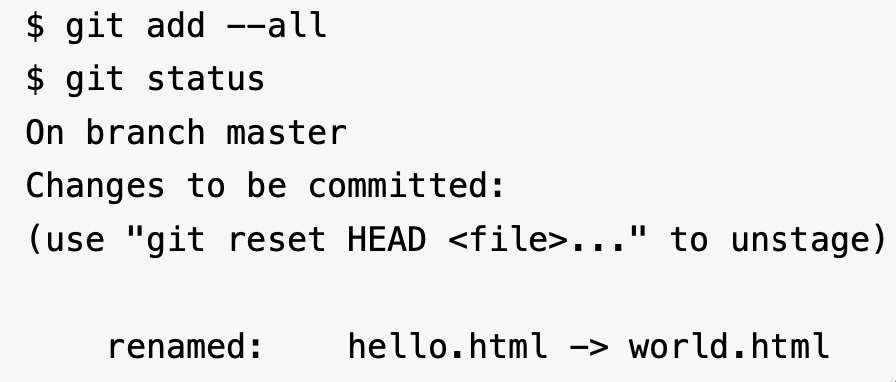 $ git add --all
$ git status
On branch master
Changes to be committed:
(use "git reset HEAD <file>..." to unstage)
renamed:    hello.html -> world.html